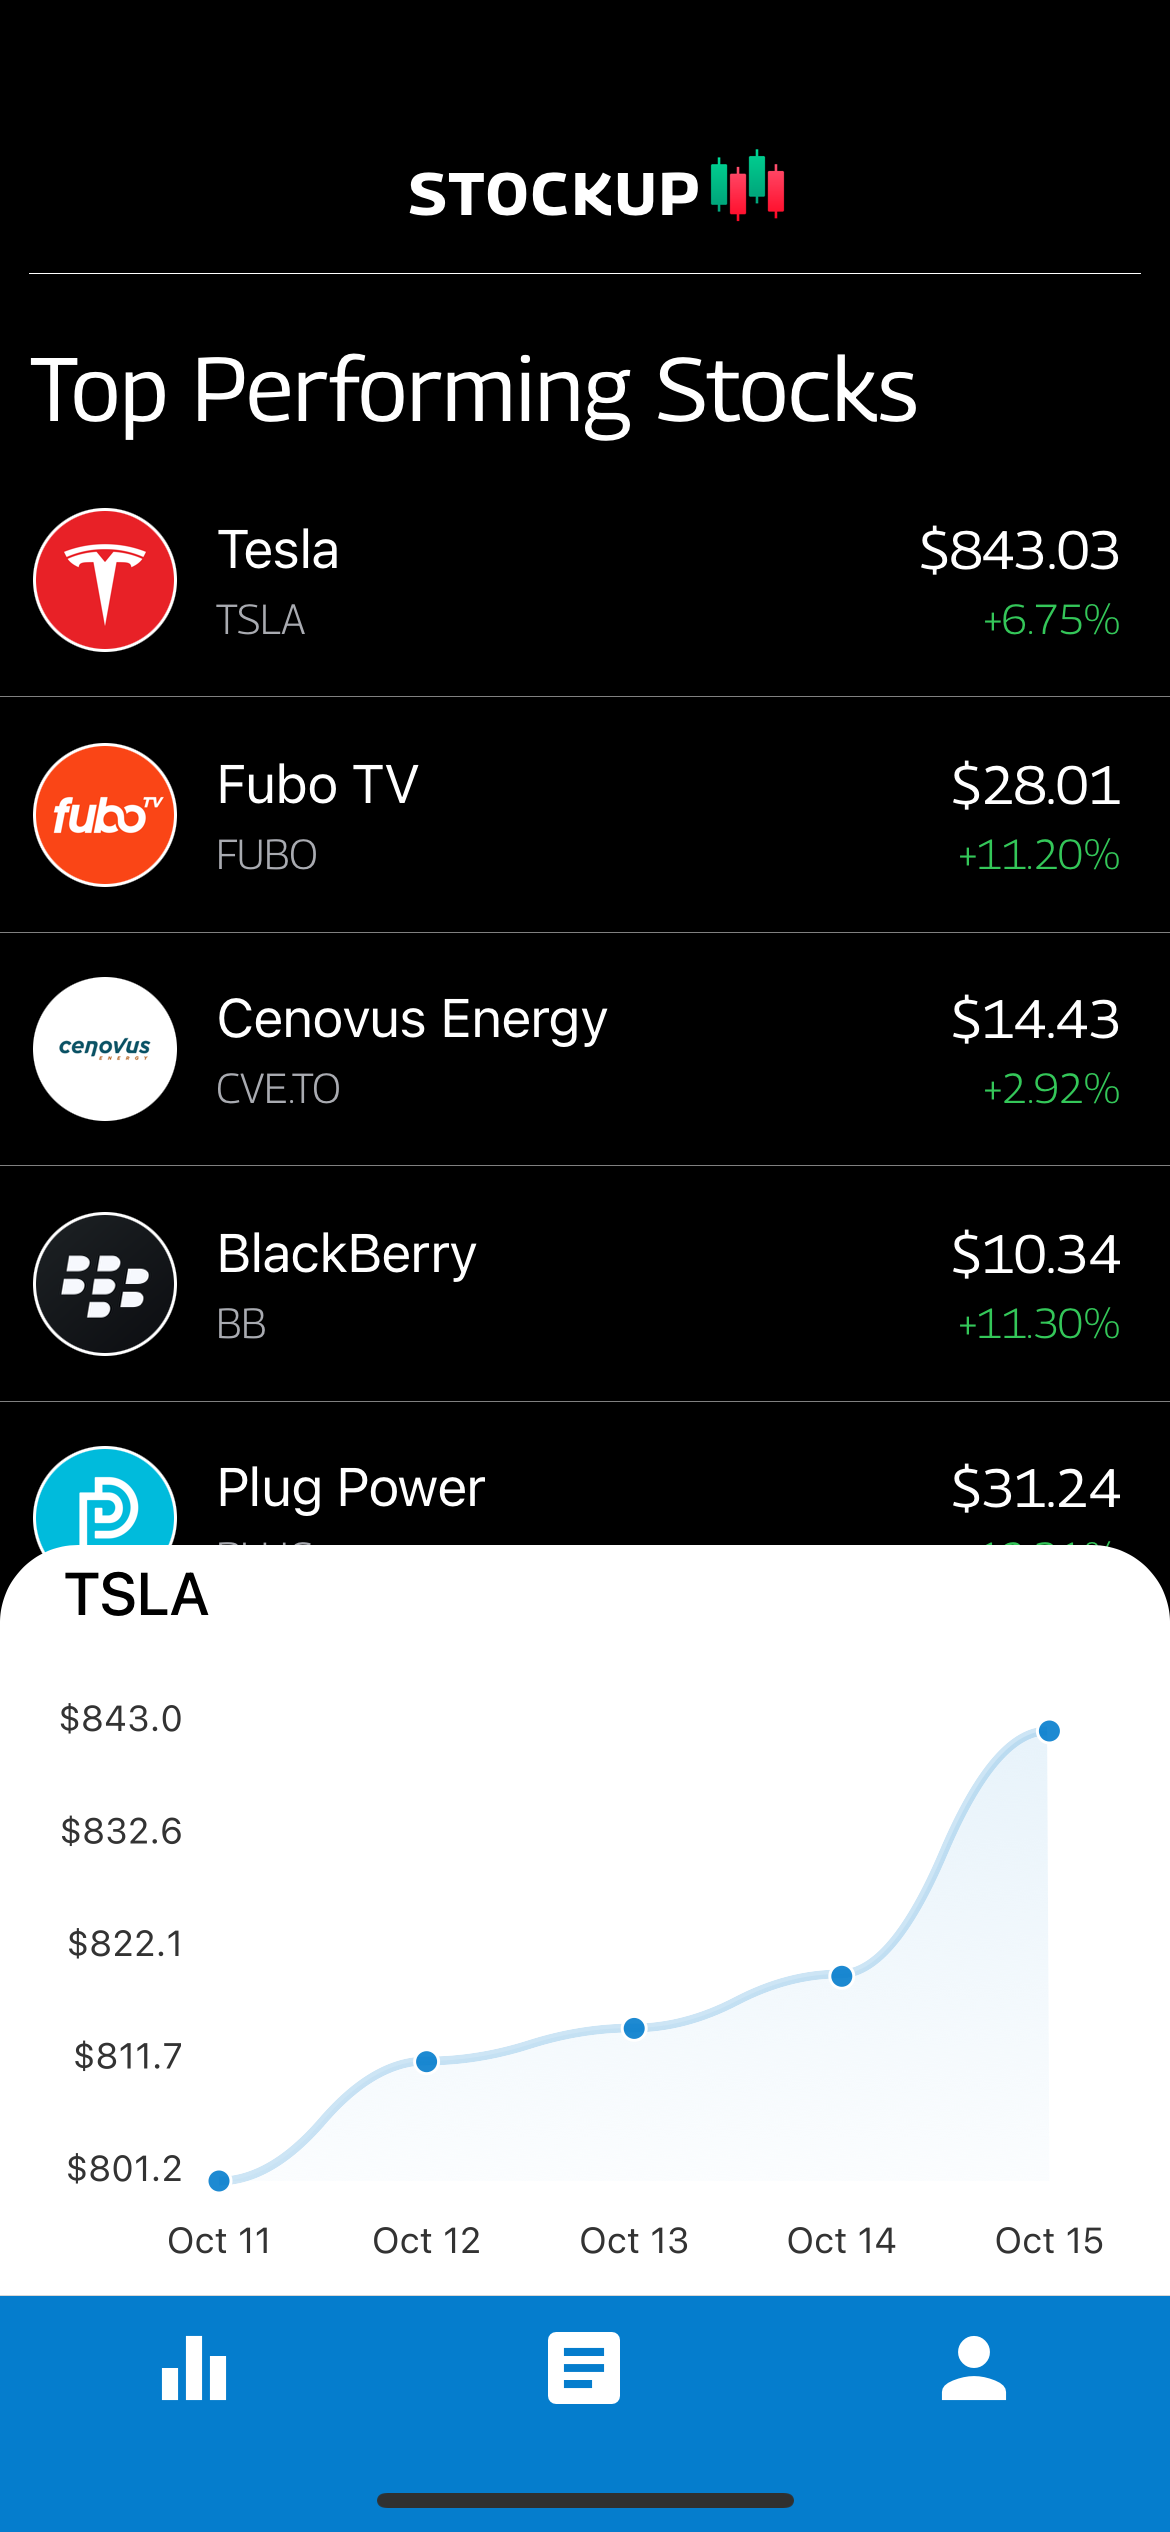 STOCKUP
Top Performing Stocks
Tesla
$843.03
TSLA
+6.75%
fubo TV
Fubo TV
$28.01
FUBO
+11.20%
cenovus
ENERGY
Cenovus Energy
$14.43
CVE.TO
+2.92%
BlackBerry
$10.34
BB
+11.30%
Plug Power
$31.24
TSLA
$843.0
$832.6
$822.1
$811.7
$801.2
Oct 11 Oct 12 Oct 13 Oct 14 Oct 15